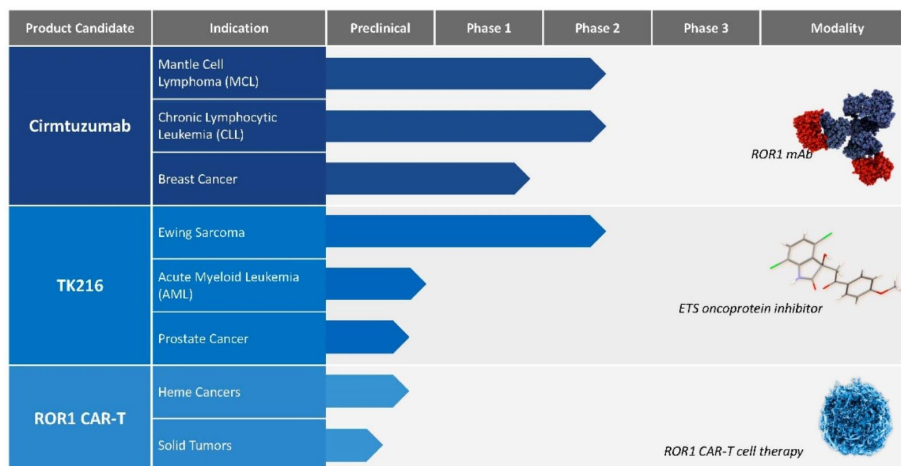 Product Candidate
Indication
Preclinical
Phase 1
Phase 2
Phase 3
Modality
Cirmtuzumab
Mantle Cell
Lymphoma (MCL)
Chronic Lymphocytic
Leukemia (CLL)
Breast Cancer
ROR1 mAb
TK216
Ewing Sarcoma
Acute Myeloid Leukemia
(AML)
Prostate Cancer
ETS oncoprotein inhibitor
ROR1 CAR-T
Heme Cancers
Solid Tumors
ROR1 CAR-T cell therapy